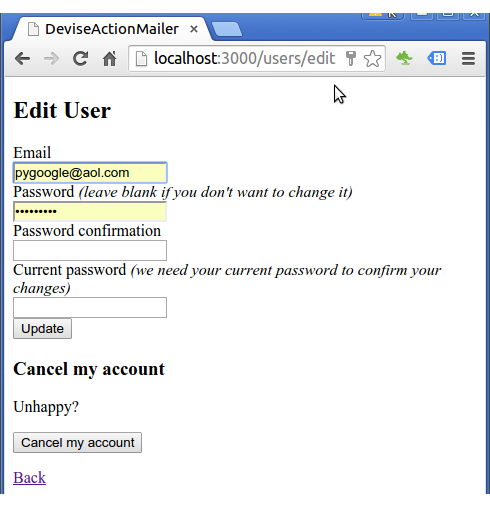 DeviseActionMailer
localhost:3000/users/edit
Edit User
Email
pygoogle@aol.com
Password (leave blank if you don't want to change it)
•••••••••
Password confirmation
Current password (we need your current password to confirm your
changes)
Update
Cancel my account
Unhappy?
Cancel my account
Back